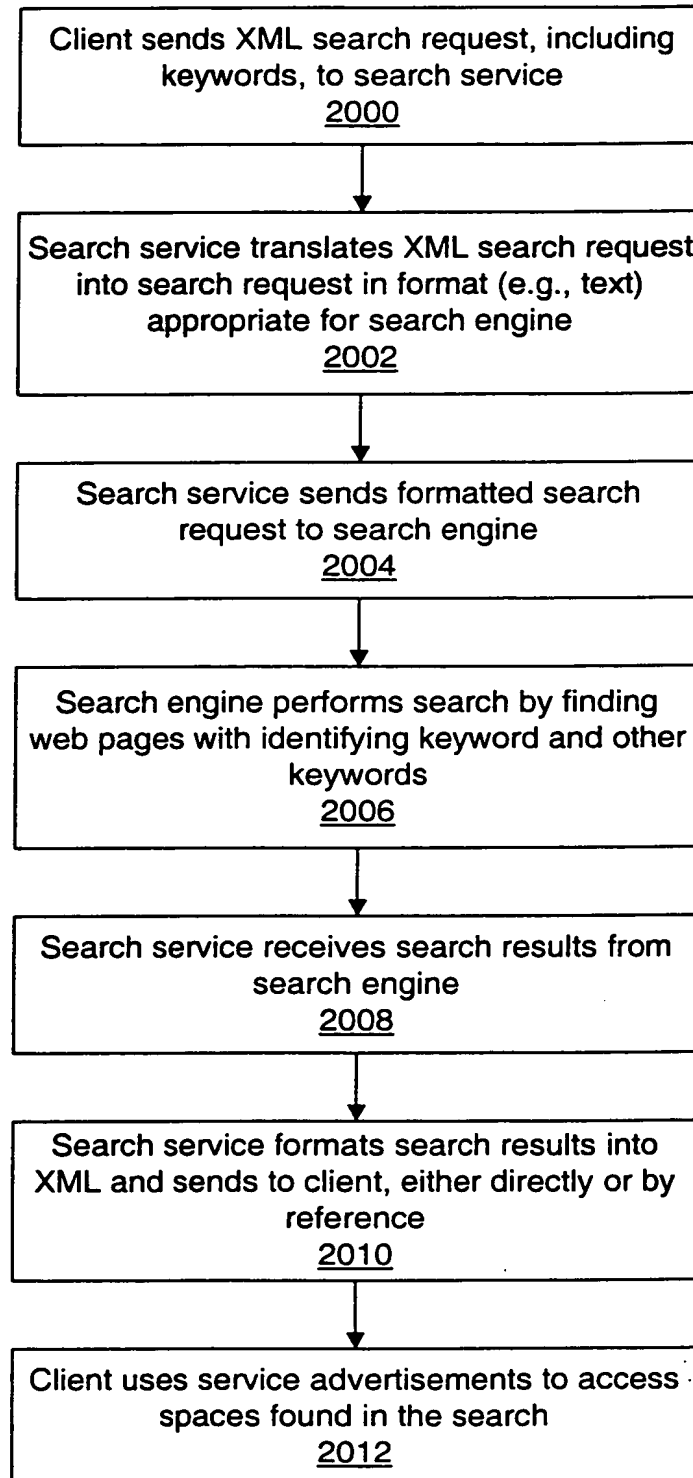 Client sends XML search request, including
keywords, to search service
2000
Search service translates XML search request
into search request in format (e.g., text)
appropriate for search engine
2002
Search service sends formatted search
request to search engine
2004
Search engine performs search by finding
web pages with identifying keyword and other
keywords
2006
Search service receives search results from
search engine
2008
Search service formats search results into
XML and sends to client, either directly or by
reference
2010
Client uses service advertisements to access
spaces found in the search
2012